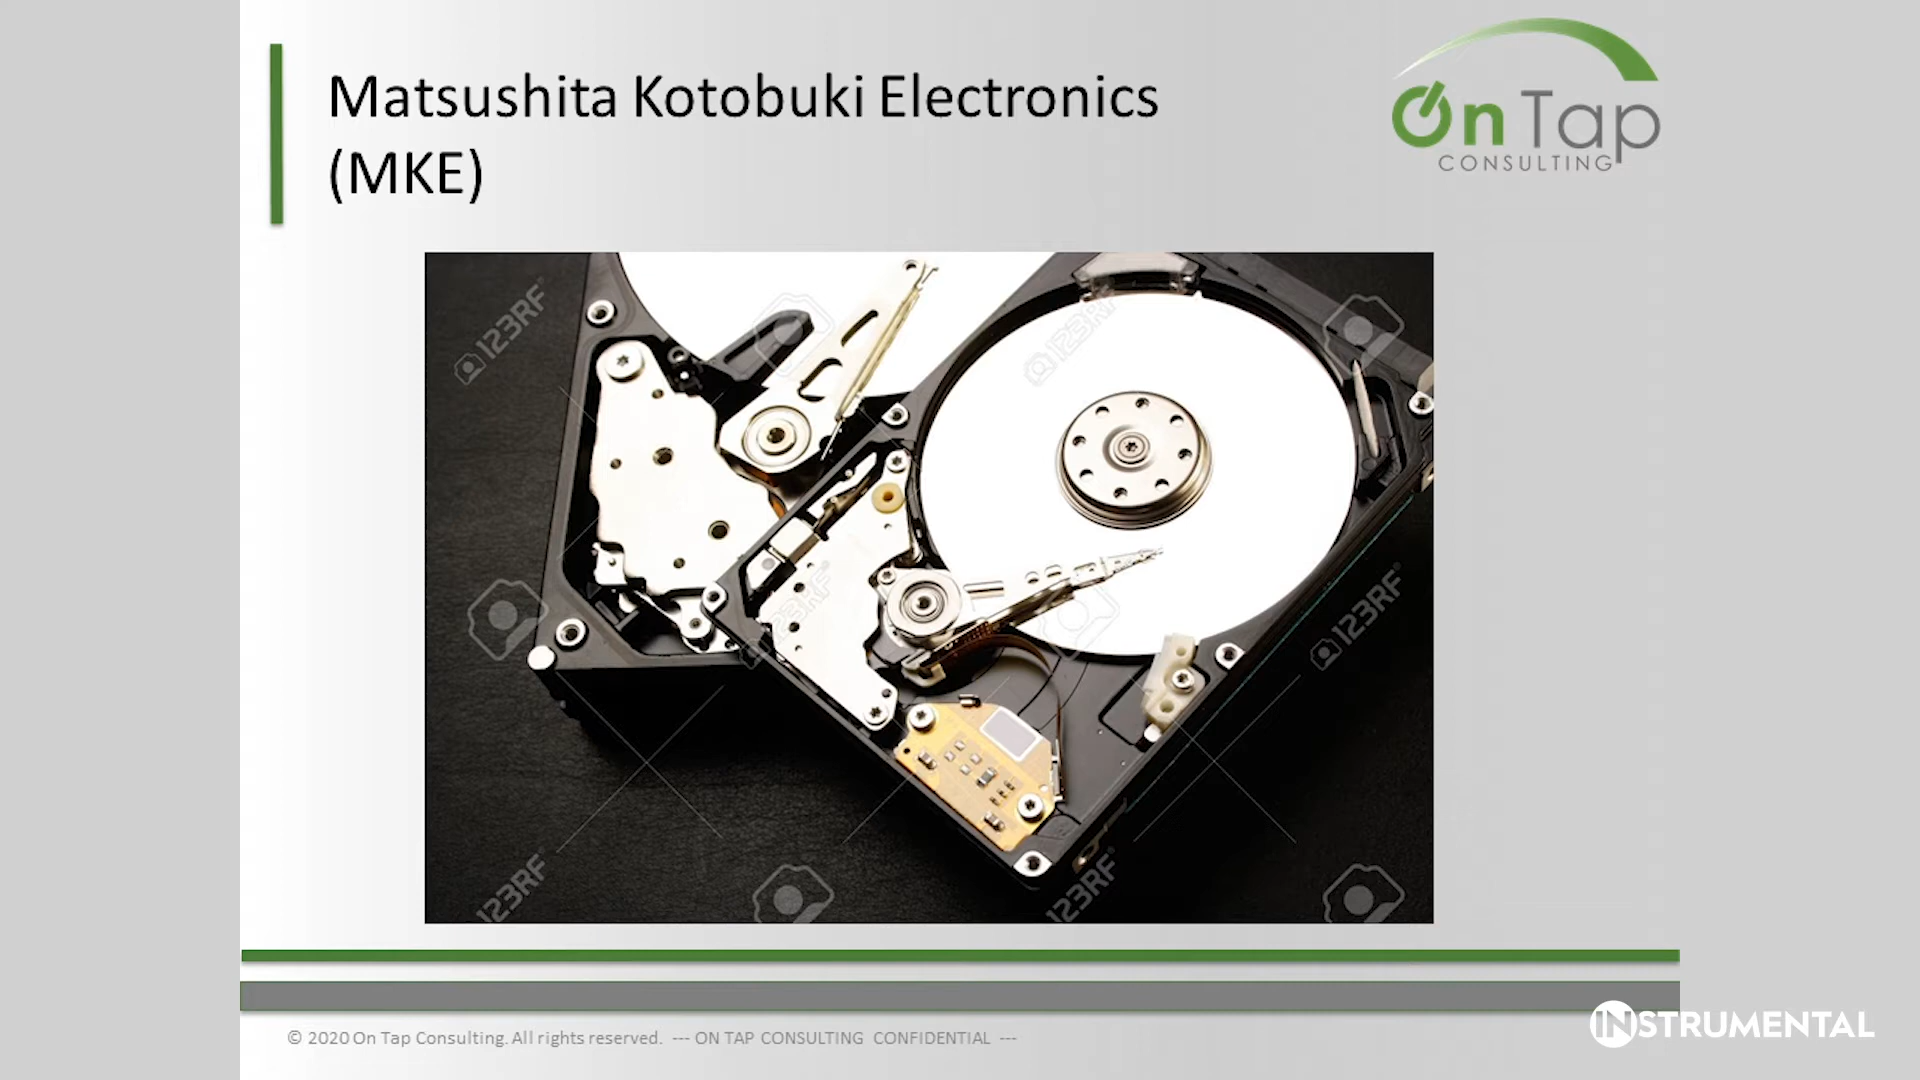 Matsushita Kotobuki Electronics
(MKE)
On Tap
CONSULTING
123RF
123RF
123RF
123RF
123RF
123RF
© 2020 On Tap Consulting. All rights reserved. --- ON TAP CONSULTING CONFIDENTIAL ---
INSTRUMENTAL